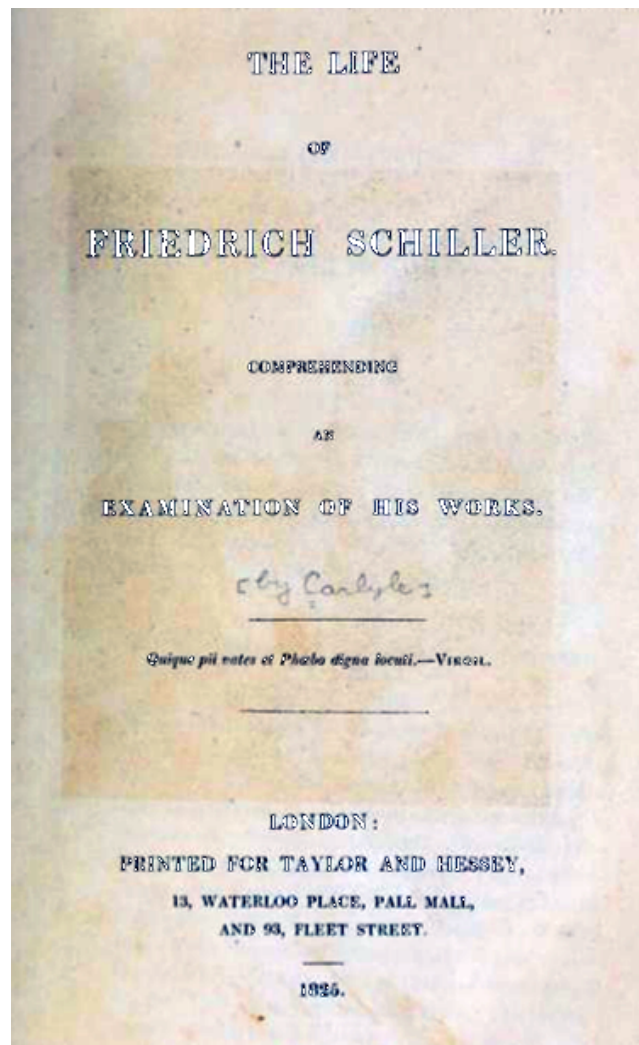 THE LIFE
OF
FRIEDRICH SCHILLER.
COMPREHENDING
AN
EXAMINATION OF HIS WORKS.
[by Carlyle]
Quique pii vates et Phœbo digna locuti.—VIRGIL.
LONDON:
PRINTED FOR TAYLOR AND HESSEY,
13, WATERLOO PLACE, PALL MALL,
AND 93, FLEET STREET.
1825.